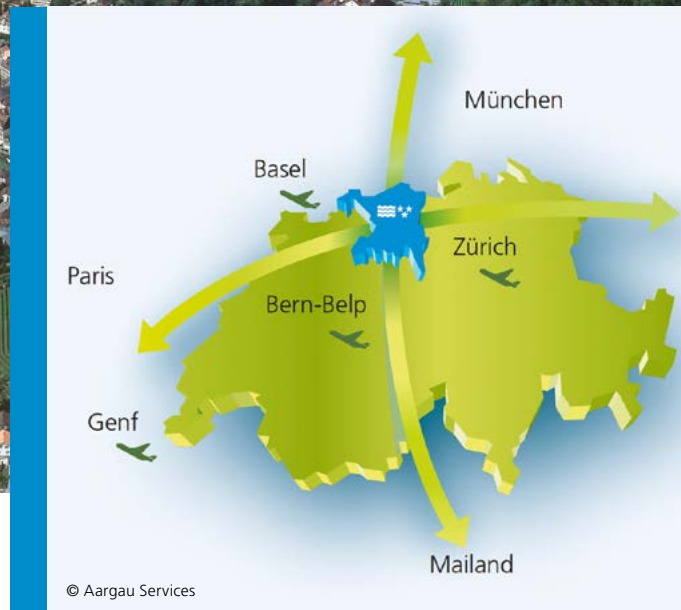 München
Basel
Zürich
Paris
Bern-Belp
Genf
Mailand
© Aargau Services